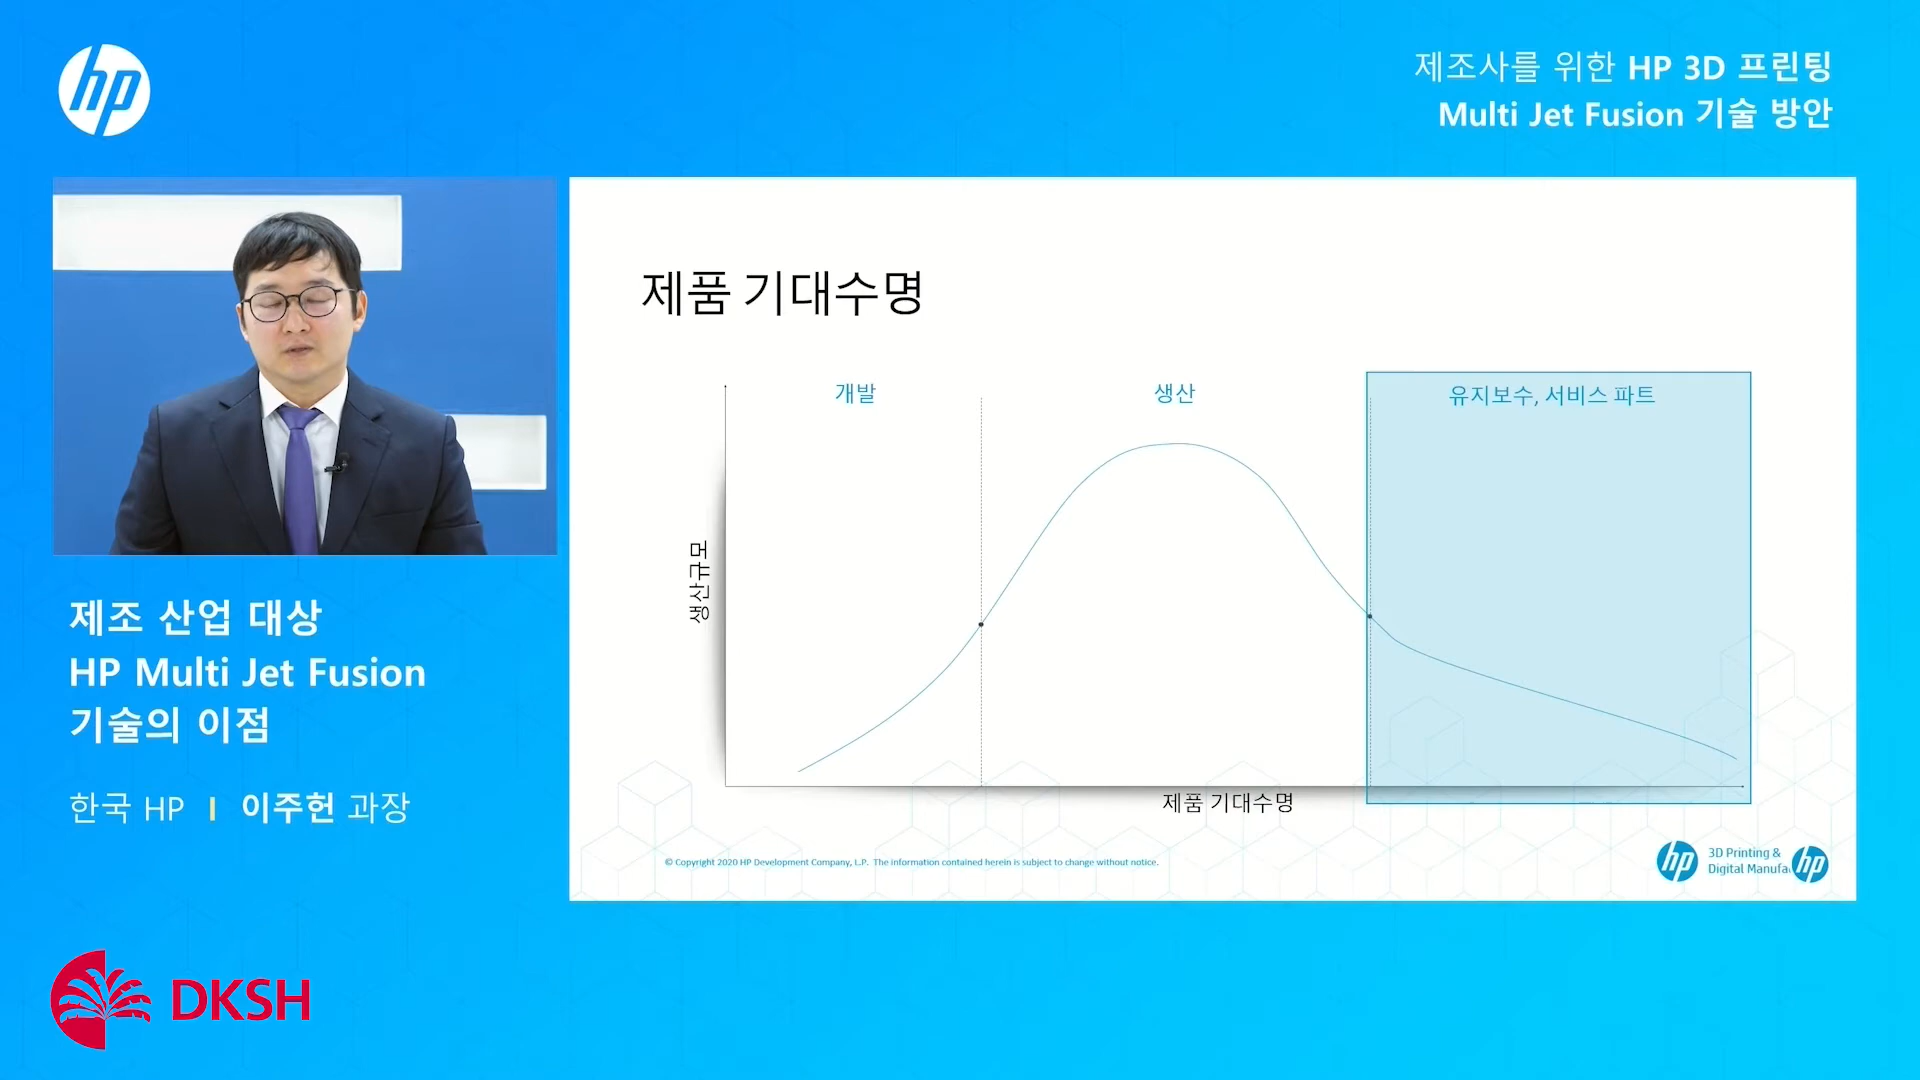 hp
제조사를 위한 HP 3D 프린팅
Multi Jet Fusion 기술 방안
제조 산업 대상
HP Multi Jet Fusion
기술의 이점
한국 HP I 이주헌 과장
DKSH
제품 기대수명
개발
생산
유지보수, 서비스 파트
생산규모
제품 기대수명
© Copyright 2020 HP Development Company, L.P. The information contained herein is subject to change without notice.
hp
3D Printing &
Digital Manufa
hp